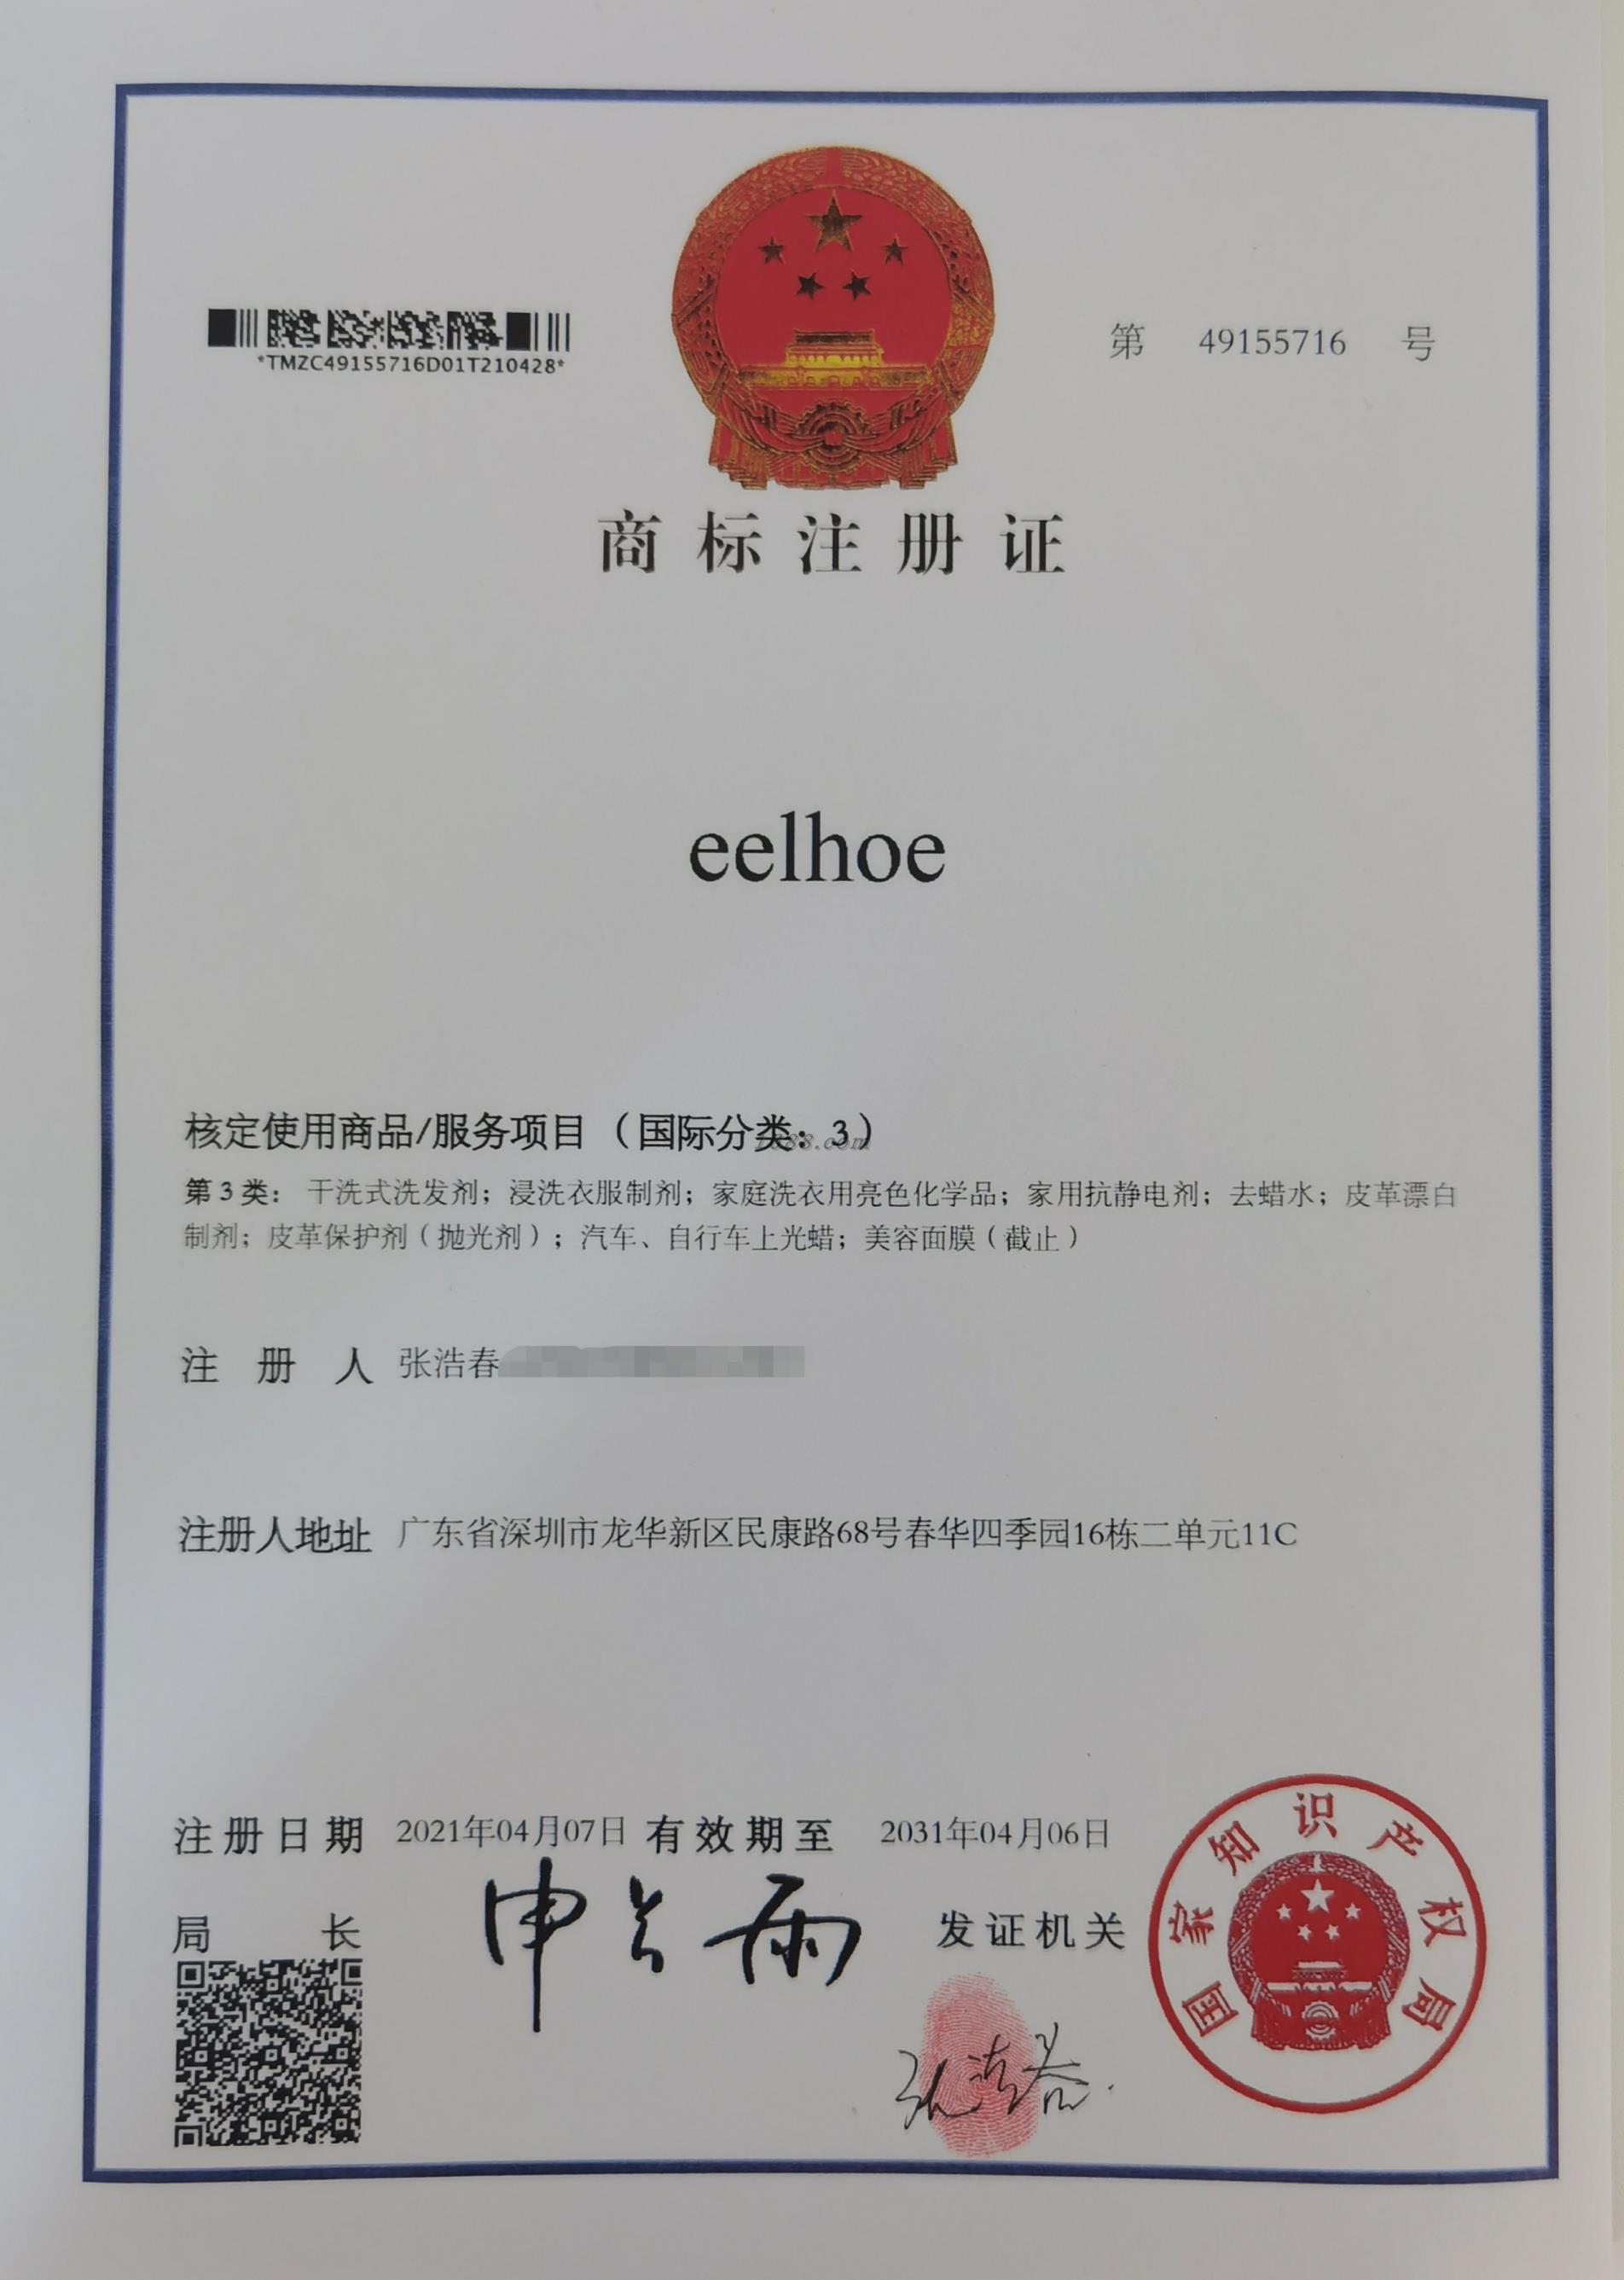 *TMZC49155716D01T210428*
第 49155716 号
商标注册证
eelhoe
核定使用商品/服务项目（国际分类：3）
第3类： 干洗式洗发剂；浸洗衣服制剂；家庭洗衣用亮色化学品；家用抗静电剂；去蜡水；皮革漂白
制剂；皮革保护剂（抛光剂）；汽车、自行车上光蜡；美容面膜（截止）
注册人 张浩春
注册人地址 广东省深圳市龙华新区民康路68号春华四季园16栋二单元11C
注册日期 2021年04月07日 有效期至 2031年04月06日
局长 申长雨 发证机关
国家知识产权局
张浩春